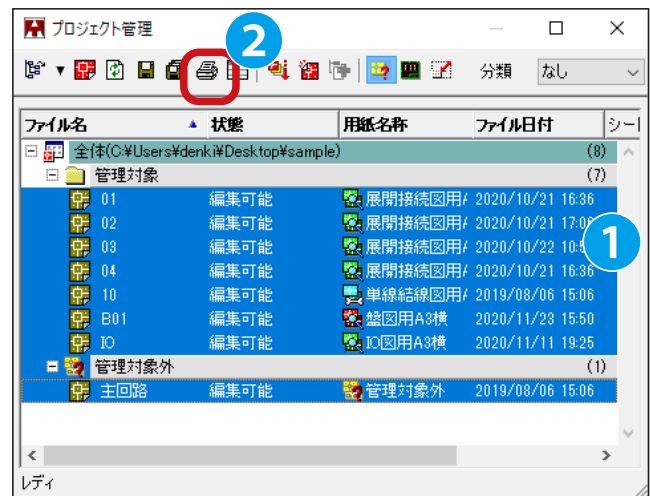 プロジェクト管理
2
分類 なし
ファイル名 状態 用紙名称 ファイル日付 シー
全体(C:¥Users¥denki¥Desktop¥sample) (8)
管理対象 (7)
01 編集可能 展開接続図用A 2020/10/21 16:36
02 編集可能 展開接続図用A 2020/10/21 17:06
03 編集可能 展開接続図用A 2020/10/22 10:5
1
04 編集可能 展開接続図用A 2020/10/21 16:36
10 編集可能 単線結線図用A 2019/08/06 15:06
B01 編集可能 盤図用A3横 2020/11/23 15:50
IO 編集可能 IO図用A3横 2020/11/11 19:25
管理対象外 (1)
主回路 編集可能 管理対象外 2019/08/06 15:06
レディ